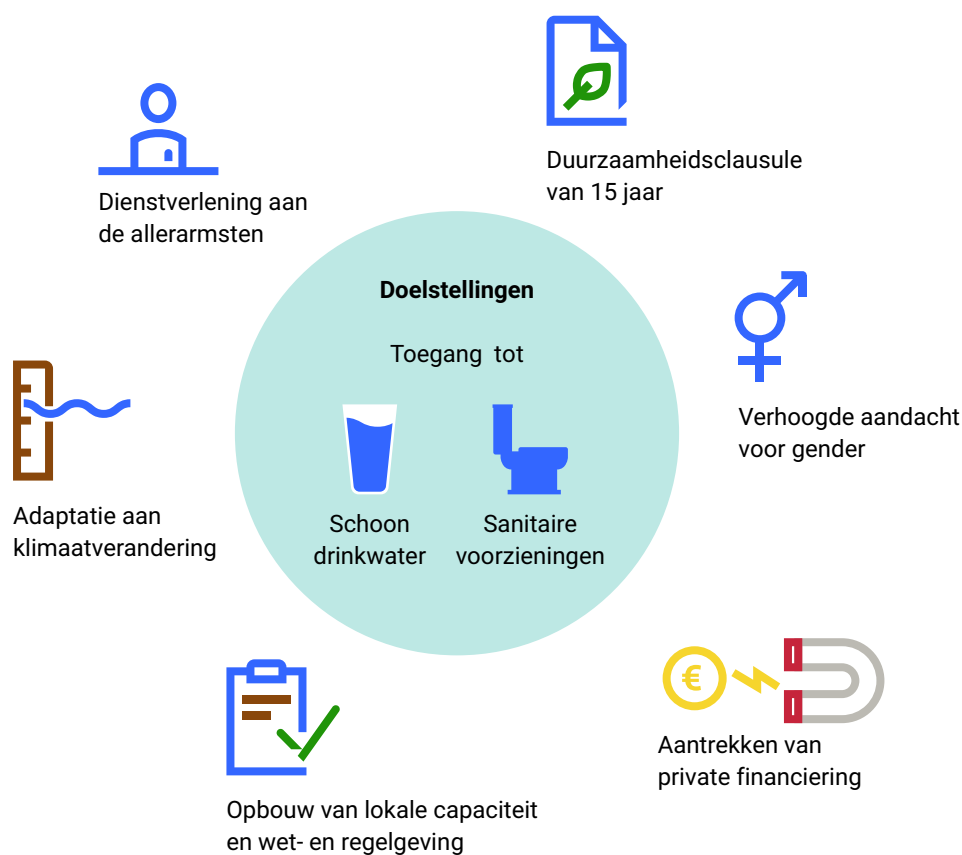 Duurzaamheidsclausule
van 15 jaar
Dienstverlening aan
de allerarmsten
Doelstellingen
Toegang tot
Schoon
drinkwater
Sanitaire
voorzieningen
Verhoogde aandacht
voor gender
Adaptatie aan
klimaatverandering
€
Aantrekken van
private financiering
Opbouw van lokale capaciteit
en wet- en regelgeving